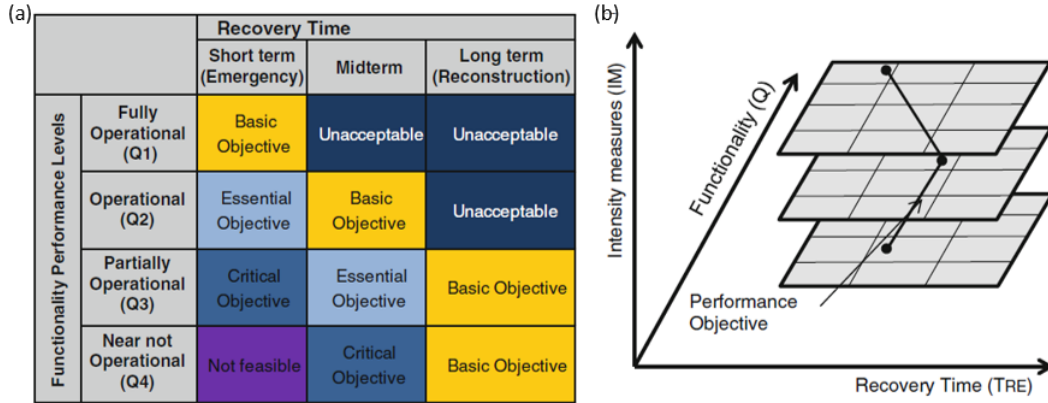 (a)
Recovery Time
Short term
(Emergency)
Midterm
Long term
(Reconstruction)
Functionality Performance Levels
Fully
Operational
(Q1)
Basic
Objective
Unacceptable
Unacceptable
Operational
(Q2)
Essential
Objective
Basic
Objective
Unacceptable
Partially
Operational
(Q3)
Critical
Objective
Essential
Objective
Basic Objective
Near not
Operational
(Q4)
Not feasible
Critical
Objective
Basic Objective
(b)
Intensity measures (IM)
Functionality (Q)
Performance
Objective
Recovery Time (TRE)